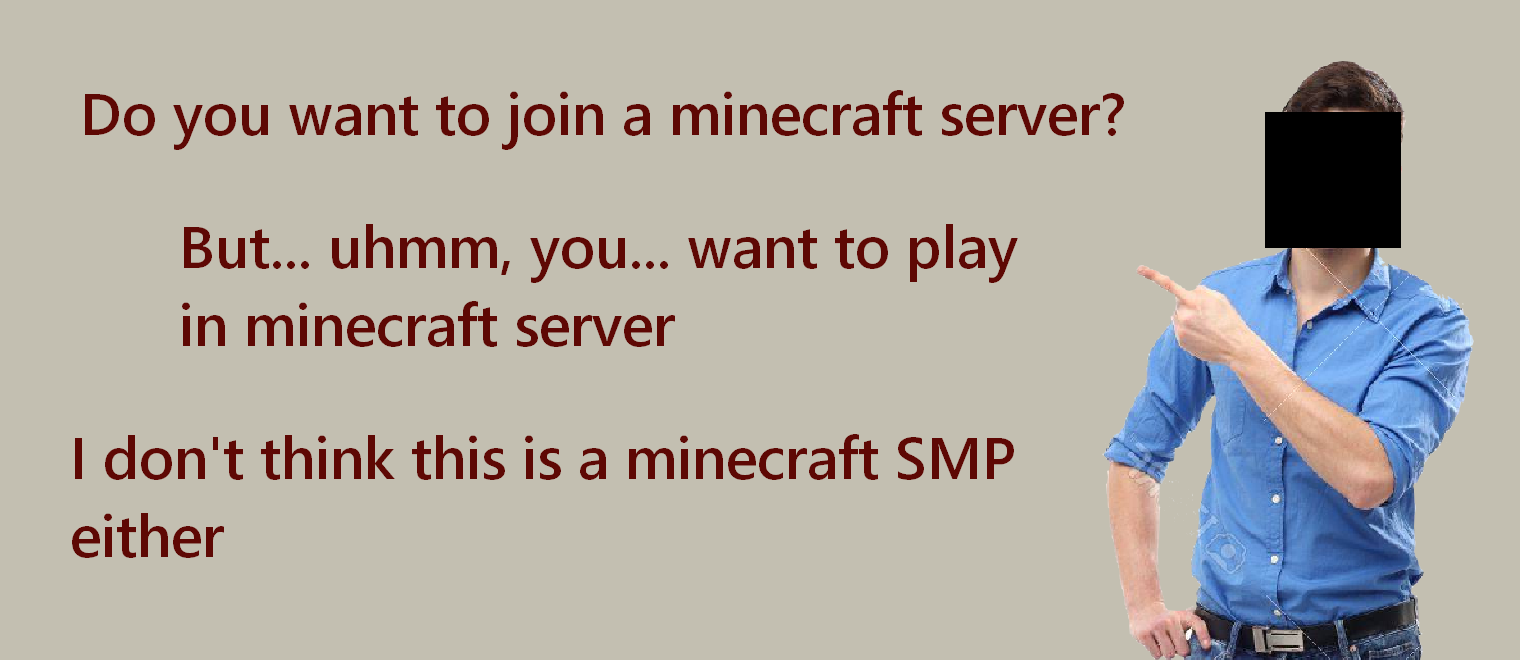 Do you want to join a minecraft server?
But... uhmm, you... want to play
in minecraft server
I don't think this is a minecraft SMP
either